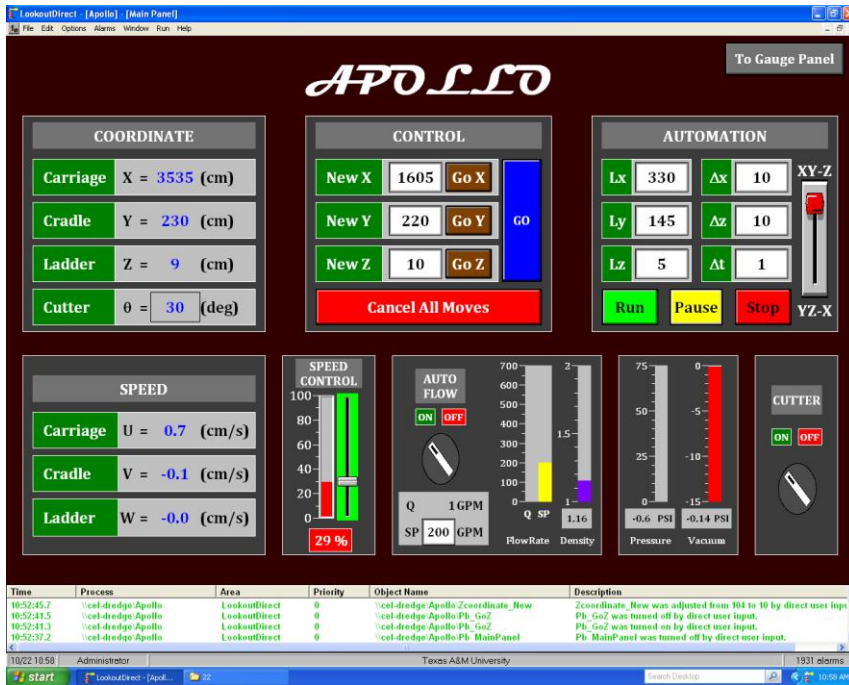 LookoutDirect - [Apollo] - [Main Panel]
File Edit Options Alarms Window Run Help
To Gauge Panel
APOLLO
COORDINATE
Carriage X = 3535 (cm)
Cradle Y = 230 (cm)
Ladder Z = 9 (cm)
Cutter θ = 30 (deg)
CONTROL
New X 1605 Go X
New Y 220 Go Y
New Z 10 Go Z
GO
Cancel All Moves
AUTOMATION
Lx 330 Δx 10
Ly 145 Δz 10
Lz 5 Δt 1
XY-Z
YZ-X
Run Pause Stop
SPEED
Carriage U = 0.7 (cm/s)
Cradle V = -0.1 (cm/s)
Ladder W = -0.0 (cm/s)
SPEED
CONTROL
100
80
60
40
20
0
29 %
AUTO
FLOW
ON OFF
Q 1 GPM
SP 200 GPM
700
600
500
400
300
200
100
0
Q SP
FlowRate
2
1.5
1
1.16
Density
75
50
25
0
-0.6 PSI
Pressure
0
-5
-10
-15
-0.14 PSI
Vacuum
CUTTER
ON OFF
Time Process Area Priority Object Name Description
10:52:45.7 \\cel-dredge\Apollo LookoutDirect 0 \\cel-dredge\Apollo\Zcoordinate_New Zcoordinate_New was adjusted from 104 to 10 by direct user inpu
10:52:41.5 \\cel-dredge\Apollo LookoutDirect 0 \\cel-dredge\Apollo\Pb_GoZ Pb_GoZ was turned off by direct user input.
10:52:41.3 \\cel-dredge\Apollo LookoutDirect 0 \\cel-dredge\Apollo\Pb_GoZ Pb_GoZ was turned on by direct user input.
10:52:37.2 \\cel-dredge\Apollo LookoutDirect 0 \\cel-dredge\Apollo\Pb_MainPanel Pb_MainPanel was turned off by direct user input.
10/22 10:58 Administrator Texas A&M University 1931 alarms
start LookoutDirect - [Apoll... 22 Search Desktop 10:58 AM